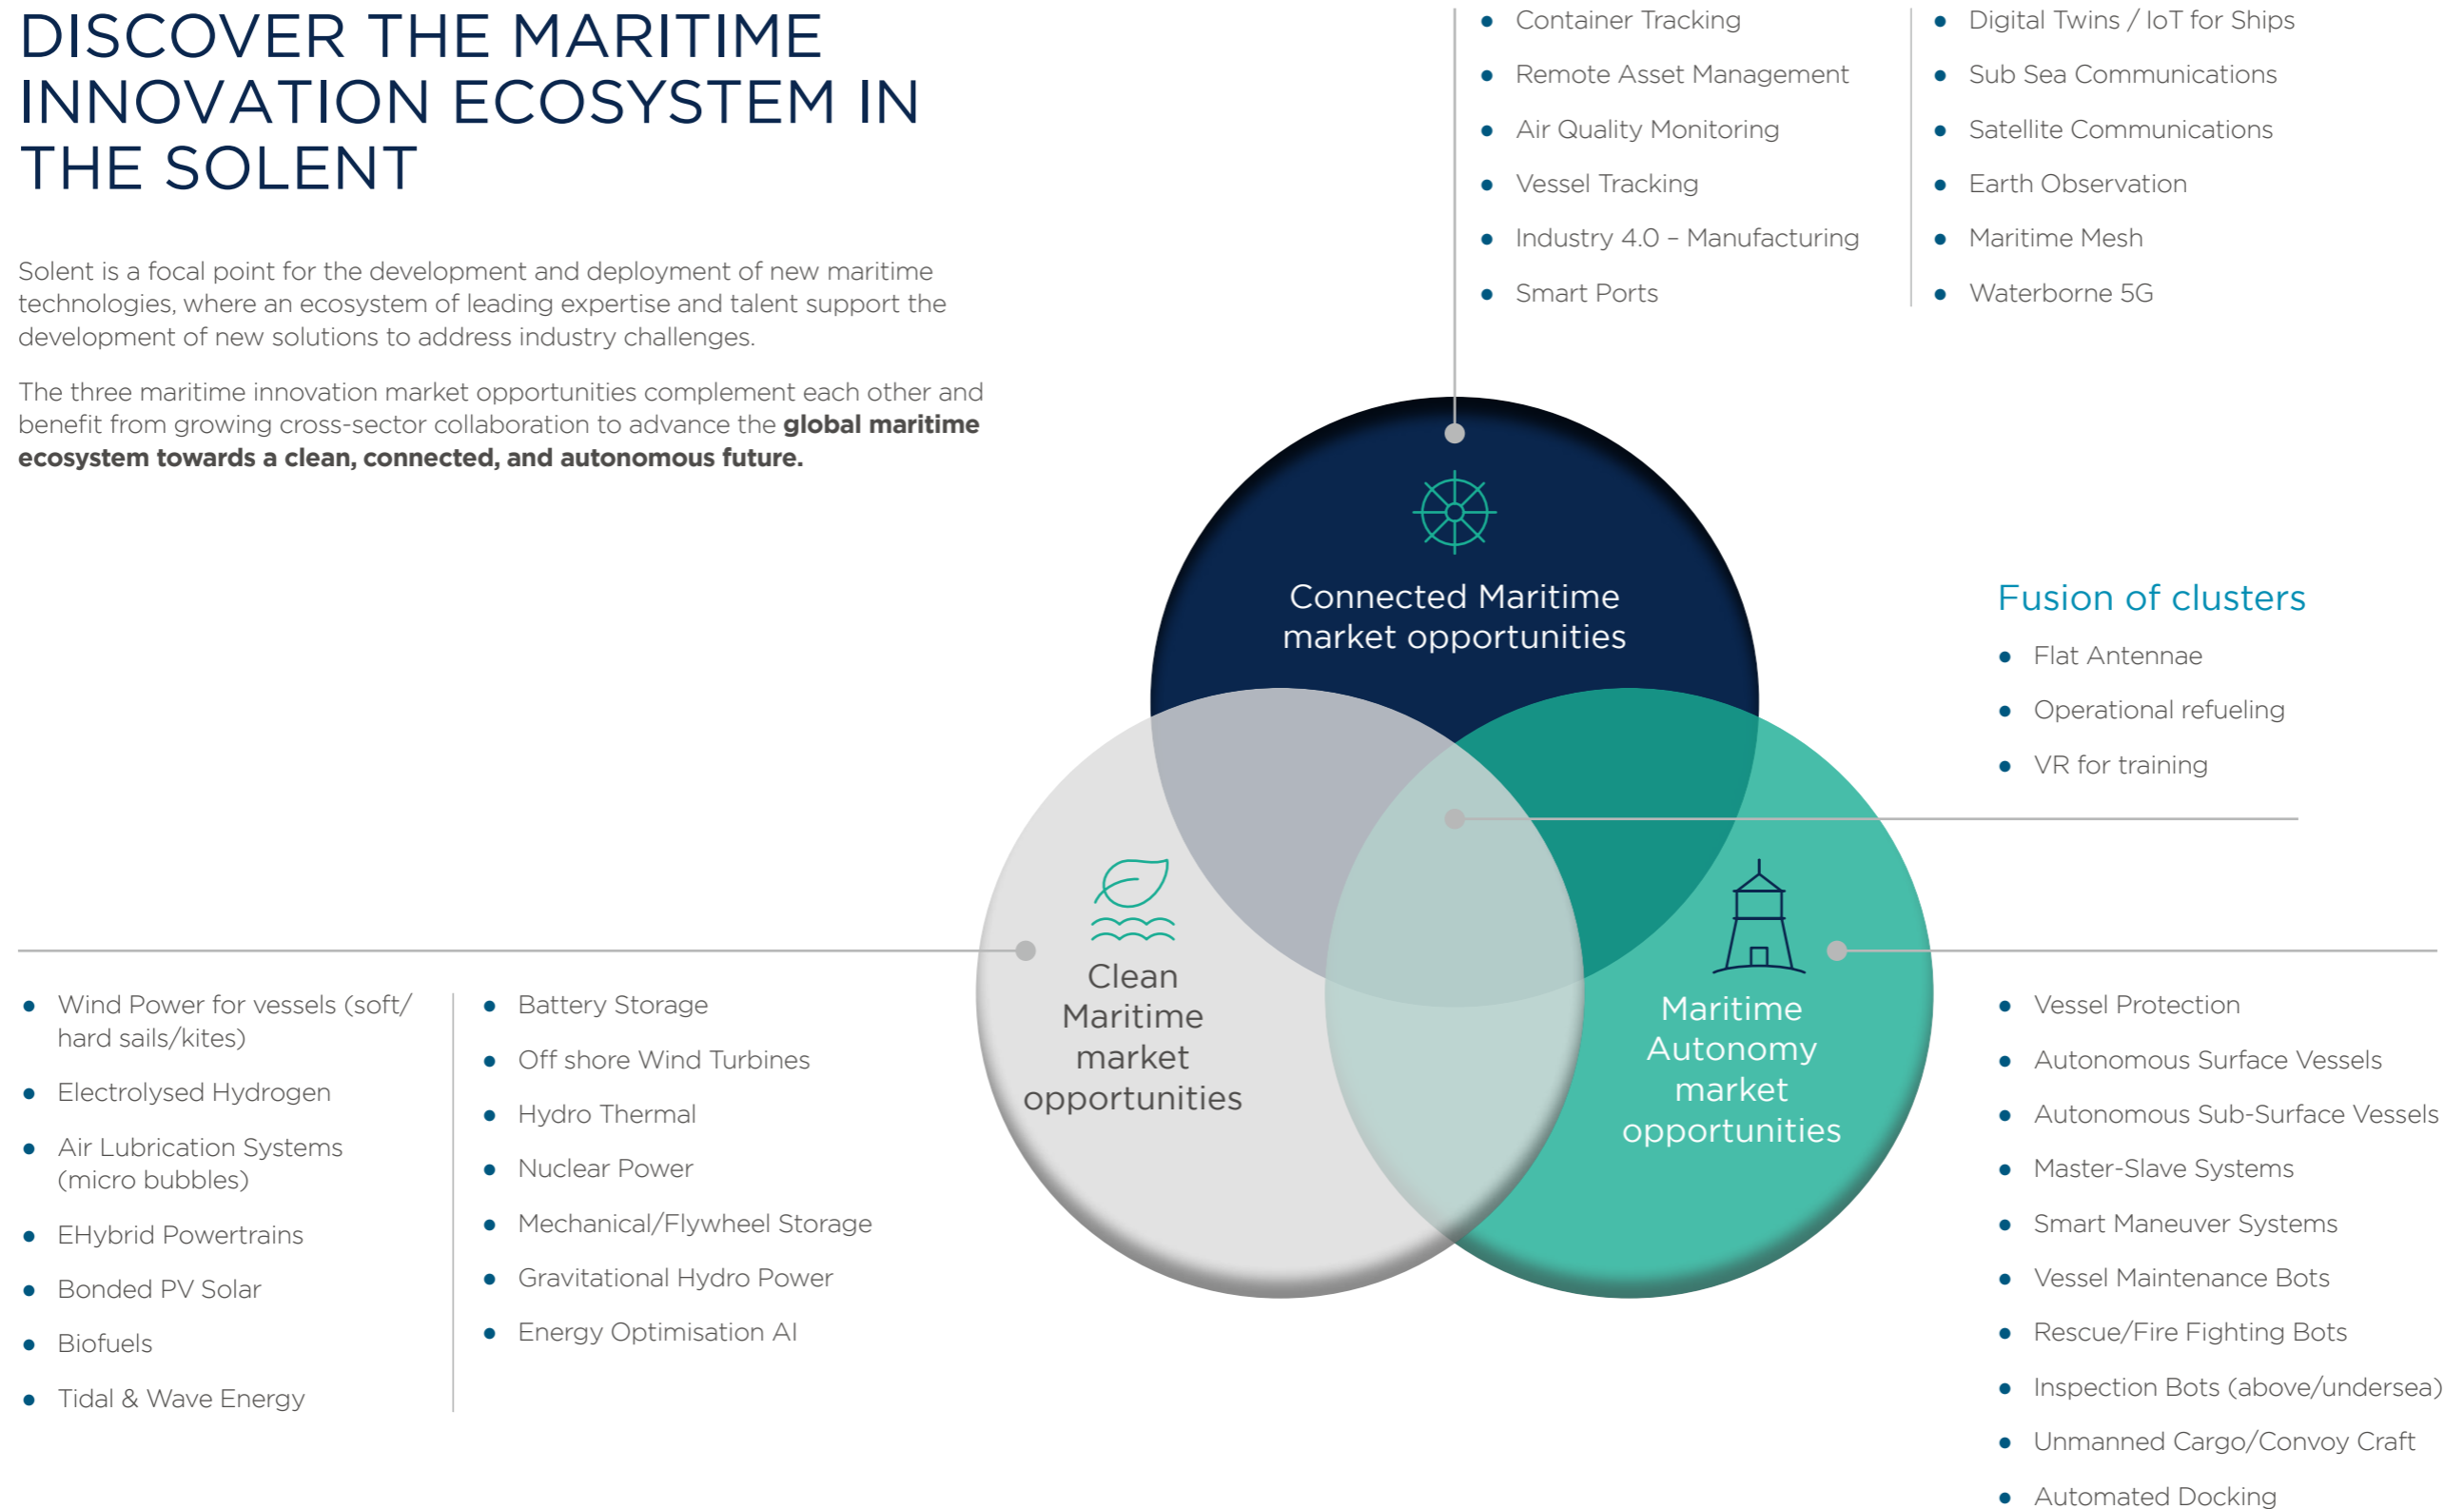 DISCOVER THE MARITIME
INNOVATION ECOSYSTEM IN
THE SOLENT
Solent is a focal point for the development and deployment of new maritime
technologies, where an ecosystem of leading expertise and talent support the
development of new solutions to address industry challenges.
The three maritime innovation market opportunities complement each other and
benefit from growing cross-sector collaboration to advance the global maritime
ecosystem towards a clean, connected, and autonomous future.
• Container Tracking
• Remote Asset Management
• Air Quality Monitoring
• Vessel Tracking
• Industry 4.0 – Manufacturing
• Smart Ports
• Digital Twins / IoT for Ships
• Sub Sea Communications
• Satellite Communications
• Earth Observation
• Maritime Mesh
• Waterborne 5G
Connected Maritime
market opportunities
Fusion of clusters
• Flat Antennae
• Operational refueling
• VR for training
Clean
Maritime
market
opportunities
Maritime
Autonomy
market
opportunities
• Wind Power for vessels (soft/
hard sails/kites)
• Electrolysed Hydrogen
• Air Lubrication Systems
(micro bubbles)
• EHybrid Powertrains
• Bonded PV Solar
• Biofuels
• Tidal & Wave Energy
• Battery Storage
• Off shore Wind Turbines
• Hydro Thermal
• Nuclear Power
• Mechanical/Flywheel Storage
• Gravitational Hydro Power
• Energy Optimisation AI
• Vessel Protection
• Autonomous Surface Vessels
• Autonomous Sub-Surface Vessels
• Master-Slave Systems
• Smart Maneuver Systems
• Vessel Maintenance Bots
• Rescue/Fire Fighting Bots
• Inspection Bots (above/undersea)
• Unmanned Cargo/Convoy Craft
• Automated Docking